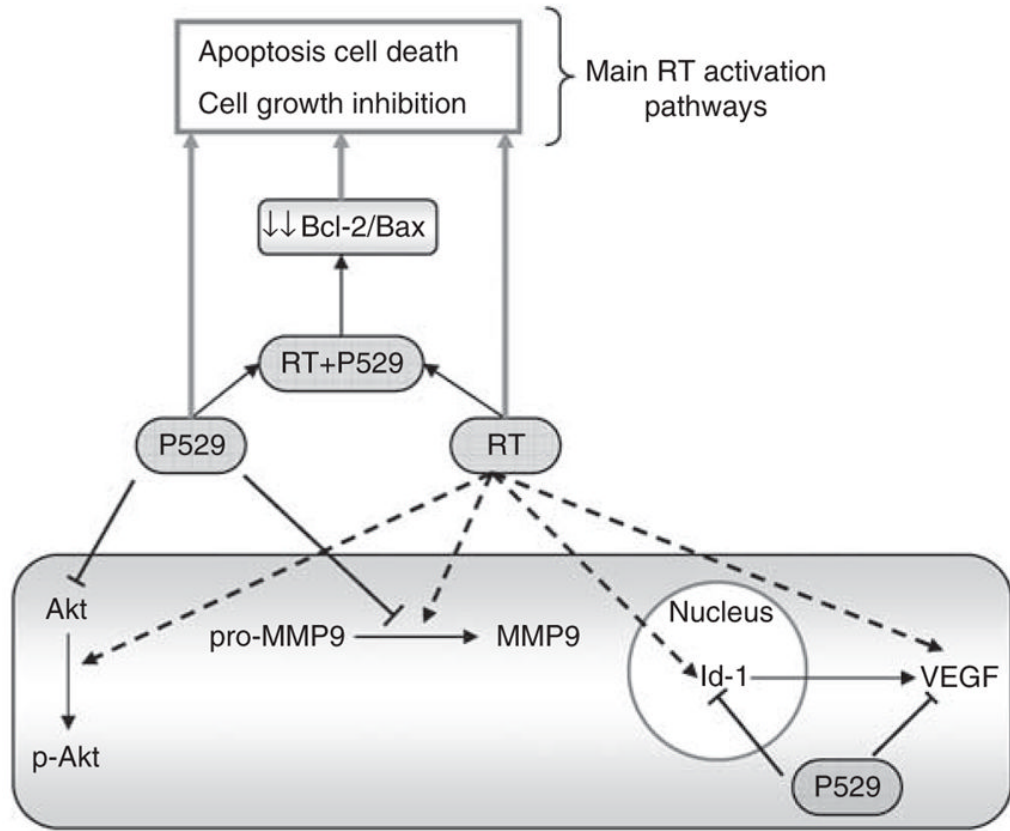 Apoptosis cell death
Cell growth inhibition
Main RT activation
pathways
↓↓Bcl-2/Bax
RT+P529
P529
RT
Akt
pro-MMP9
MMP9
Nucleus
Id-1
VEGF
p-Akt
P529